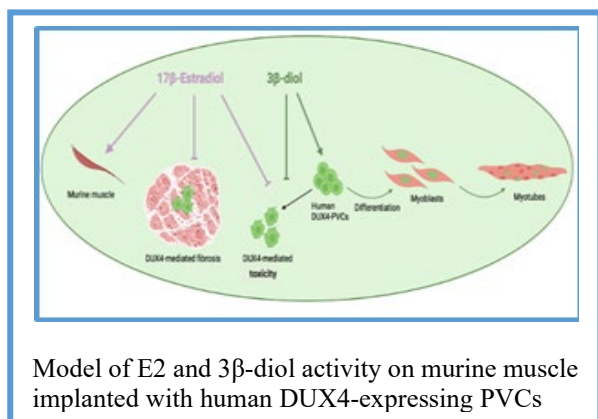 17β-Estradiol 3β-diol
Murine muscle
DUX4-mediated fibrosis
DUX4-mediated
toxicity
Human
DUX4-PVCs
Differentiation
Myoblasts
Myotubes
Model of E2 and 3β-diol activity on murine muscle
implanted with human DUX4-expressing PVCs